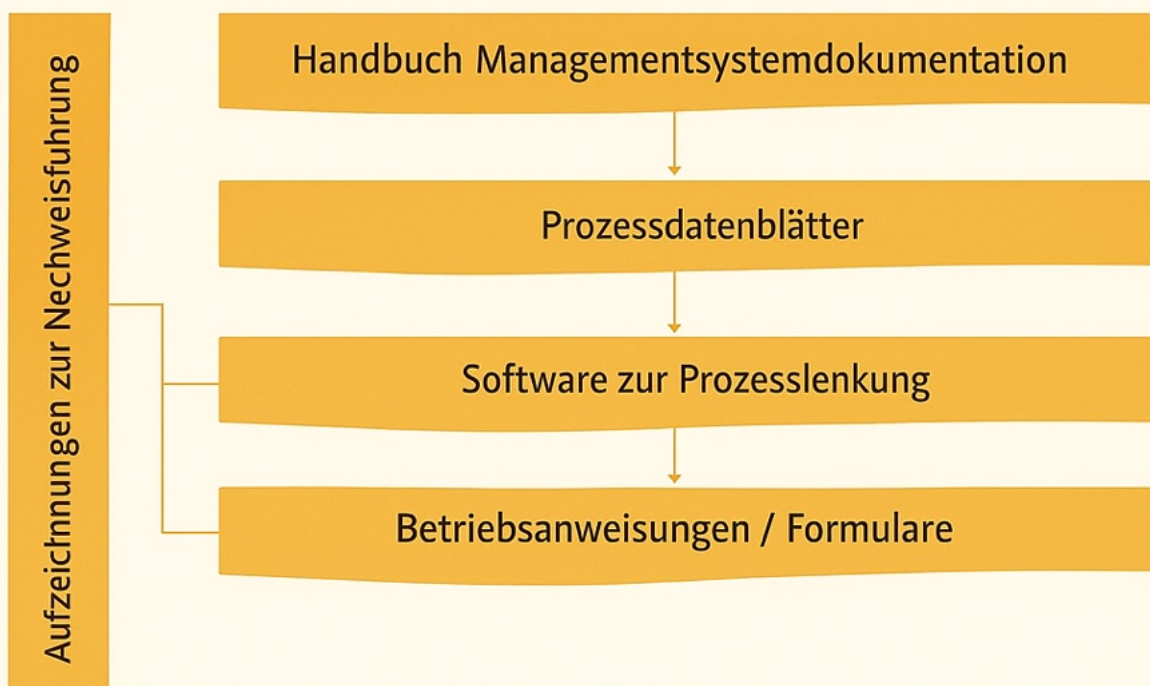 Aufzeichnungen zur Nechweisfuhrung
Handbuch Managementsystemdokumentation
Prozessdatenblätter
Software zur Prozesslenkung
Betriebsanweisungen / Formulare